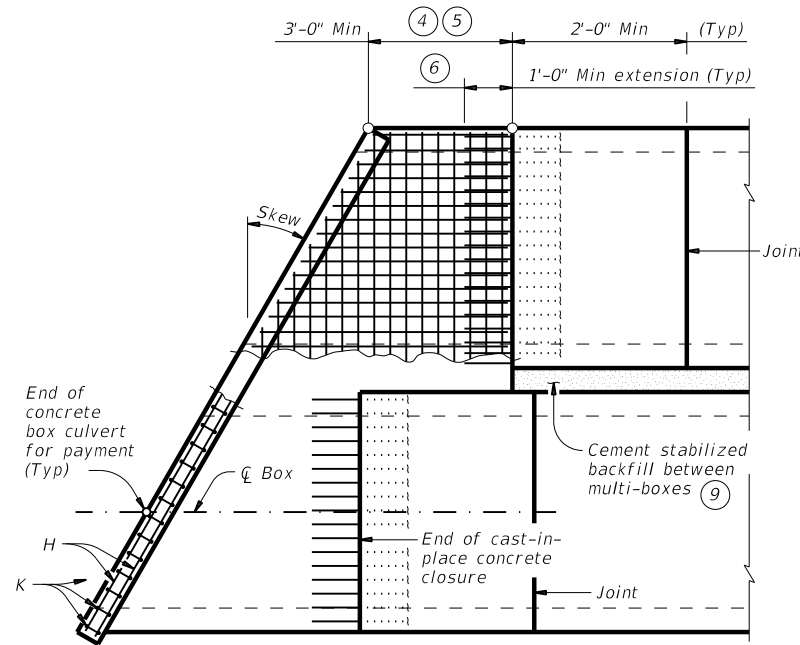 3'-0" Min
4 5
2'-0" Min
(Typ)
6
1'-0" Min extension (Typ)
Skew
Joint
End of
concrete
box culvert
for payment
(Typ)
℄ Box
Cement stabilized
backfill between
multi-boxes 9
H
End of cast-in-
place concrete
closure
K
Joint